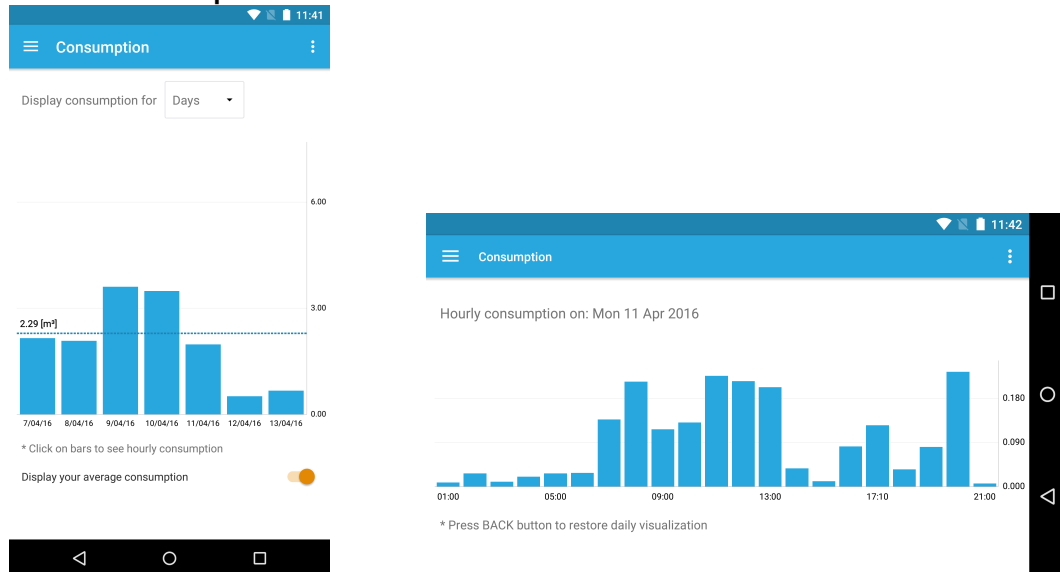 11:41
Consumption
Display consumption for Days
6.00
3.00
2.29 [m³]
0.00
7/04/16 8/04/16 9/04/16 10/04/16 11/04/16 12/04/16 13/04/16
* Click on bars to see hourly consumption
Display your average consumption
11:42
Consumption
Hourly consumption on: Mon 11 Apr 2016
0.180
0.090
0.000
01:00 05:00 09:00 13:00 17:10 21:00
* Press BACK button to restore daily visualization